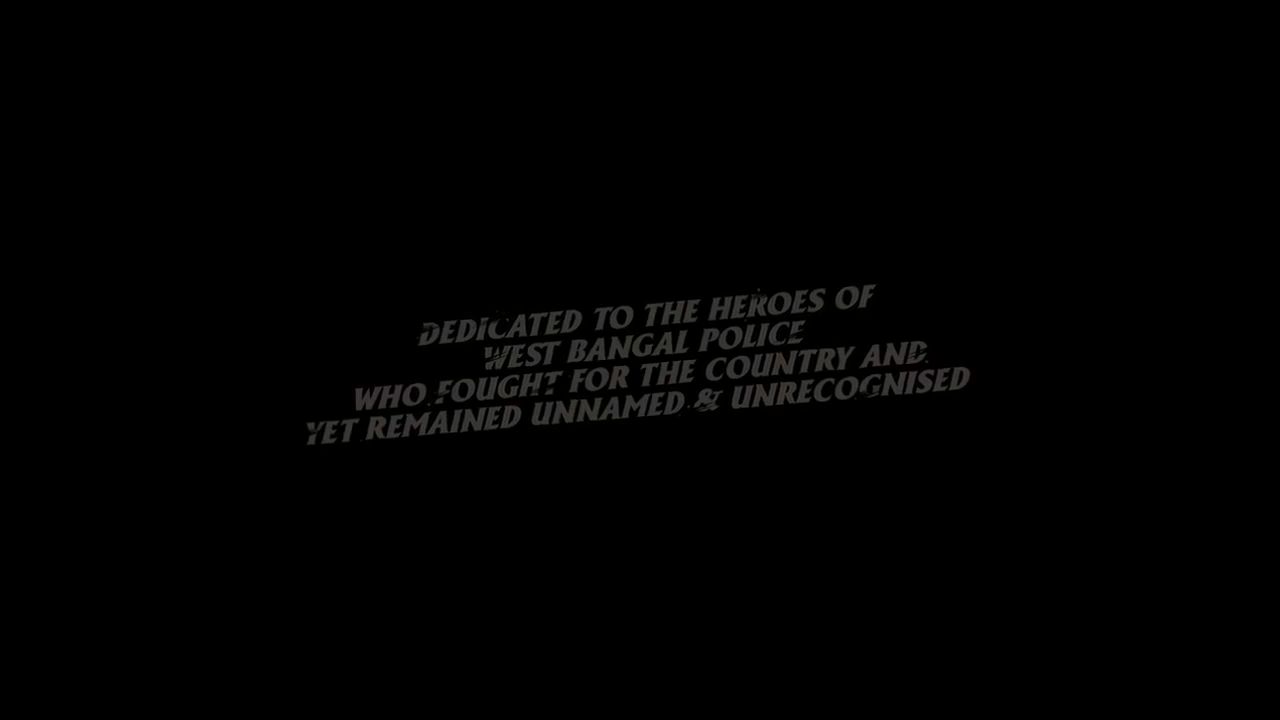 DEDICATED TO THE HEROES OF
WEST BANGAL POLICE
WHO FOUGHT FOR THE COUNTRY AND
YET REMAINED UNNAMED & UNRECOGNISED